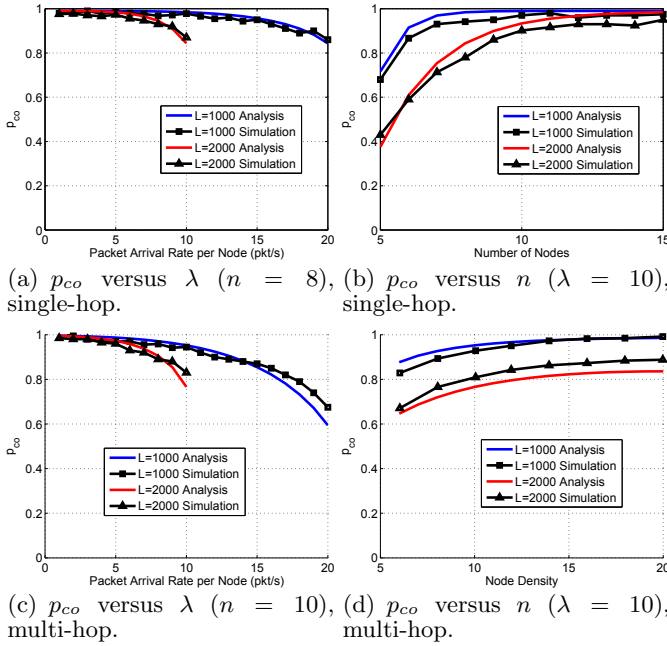 1
0.8
0.6
0.4
0.2
0
p_co
L=1000 Analysis
L=1000 Simulation
L=2000 Analysis
L=2000 Simulation
0 5 10 15 20
Packet Arrival Rate per Node (pkt/s)
(a) p_co versus λ (n = 8),
single-hop.
1
0.8
0.6
0.4
0.2
0
p_co
L=1000 Analysis
L=1000 Simulation
L=2000 Analysis
L=2000 Simulation
5 10 15
Number of Nodes
(b) p_co versus n (λ = 10),
single-hop.
1
0.8
0.6
0.4
0.2
0
p_co
L=1000 Analysis
L=1000 Simulation
L=2000 Analysis
L=2000 Simulation
0 5 10 15 20
Packet Arrival Rate per Node (pkt/s)
(c) p_co versus λ (n = 10),
multi-hop.
1
0.8
0.6
0.4
0.2
0
p_co
L=1000 Analysis
L=1000 Simulation
L=2000 Analysis
L=2000 Simulation
5 10 15 20
Node Density
(d) p_co versus n (λ = 10),
multi-hop.